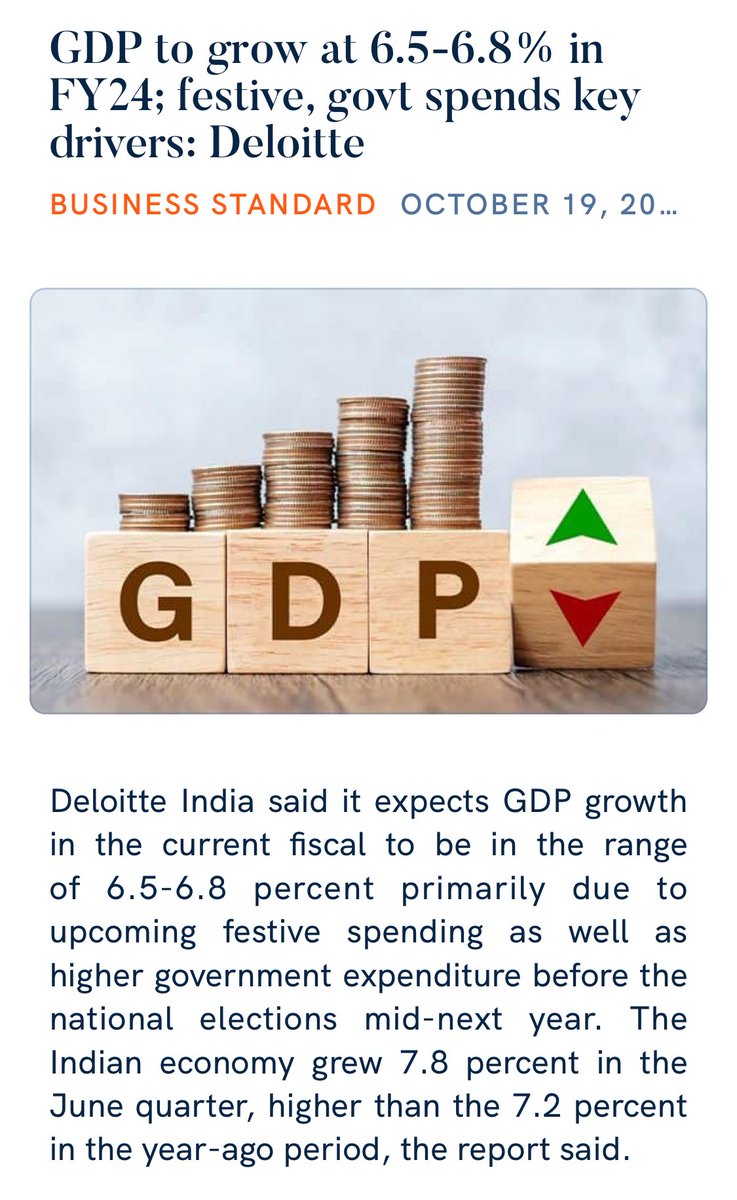 GDP to grow at 6.5-6.8% in
FY24; festive, govt spends key
drivers: Deloitte
BUSINESS STANDARD OCTOBER 19, 20…
G D P
Deloitte India said it expects GDP growth
in the current fiscal to be in the range
of 6.5-6.8 percent primarily due to
upcoming festive spending as well as
higher government expenditure before the
national elections mid-next year. The
Indian economy grew 7.8 percent in the
June quarter, higher than the 7.2 percent
in the year-ago period, the report said.